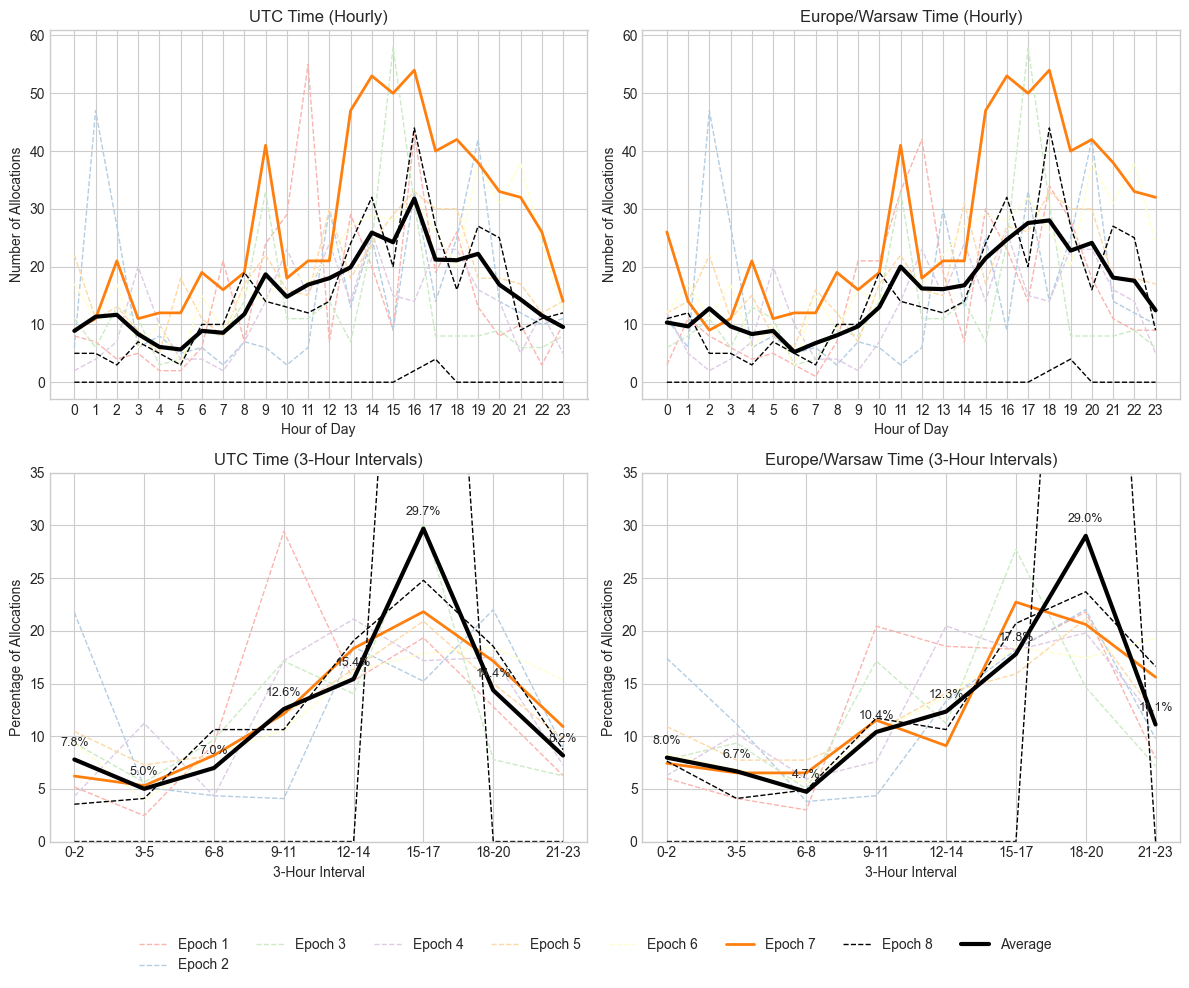 UTC Time (Hourly)
Europe/Warsaw Time (Hourly)
60
50
40
30
20
10
0
Number of Allocations
0 1 2 3 4 5 6 7 8 9 10 11 12 13 14 15 16 17 18 19 20 21 22 23
Hour of Day
60
50
40
30
20
10
0
Number of Allocations
0 1 2 3 4 5 6 7 8 9 10 11 12 13 14 15 16 17 18 19 20 21 22 23
Hour of Day
UTC Time (3-Hour Intervals)
35
30
25
20
15
10
5
0
Percentage of Allocations
7.8%
5.0%
7.0%
12.6%
15.4%
29.7%
14.4%
8.2%
0-2 3-5 6-8 9-11 12-14 15-17 18-20 21-23
3-Hour Interval
Europe/Warsaw Time (3-Hour Intervals)
35
30
25
20
15
10
5
0
Percentage of Allocations
8.0%
6.7%
4.7%
10.4%
12.3%
17.8%
29.0%
11.1%
0-2 3-5 6-8 9-11 12-14 15-17 18-20 21-23
3-Hour Interval
Epoch 1 Epoch 3 Epoch 4 Epoch 5 Epoch 6 Epoch 7 Epoch 8 Average
Epoch 2